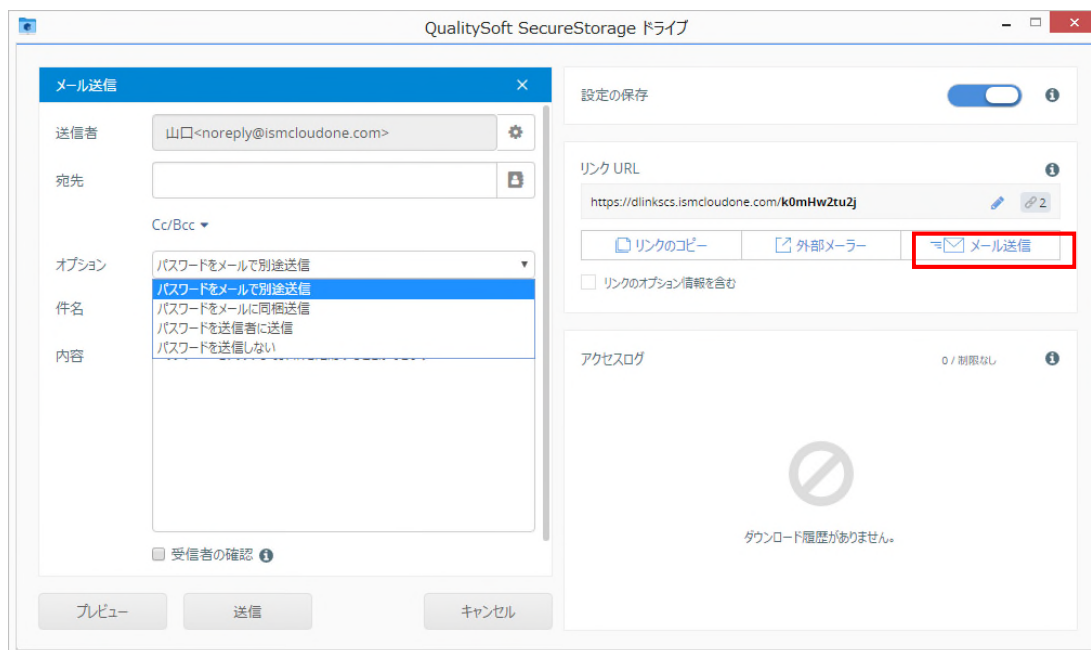 QualitySoft SecureStorage ドライブ
メール送信
送信者
山口<noreply@ismcloudone.com>
宛先
Cc/Bcc
オプション
パスワードをメールで別途送信
パスワードをメールで別途送信
パスワードをメールに同梱送信
パスワードを送信者に送信
パスワードを送信しない
件名
内容
受信者の確認
プレビュー
送信
キャンセル
設定の保存
リンク URL
https://dlinkscs.ismcloudone.com/k0mHw2tu2j
2
リンクのコピー
外部メーラー
メール送信
リンクのオプション情報を含む
アクセスログ
0 / 制限なし
ダウンロード履歴がありません。